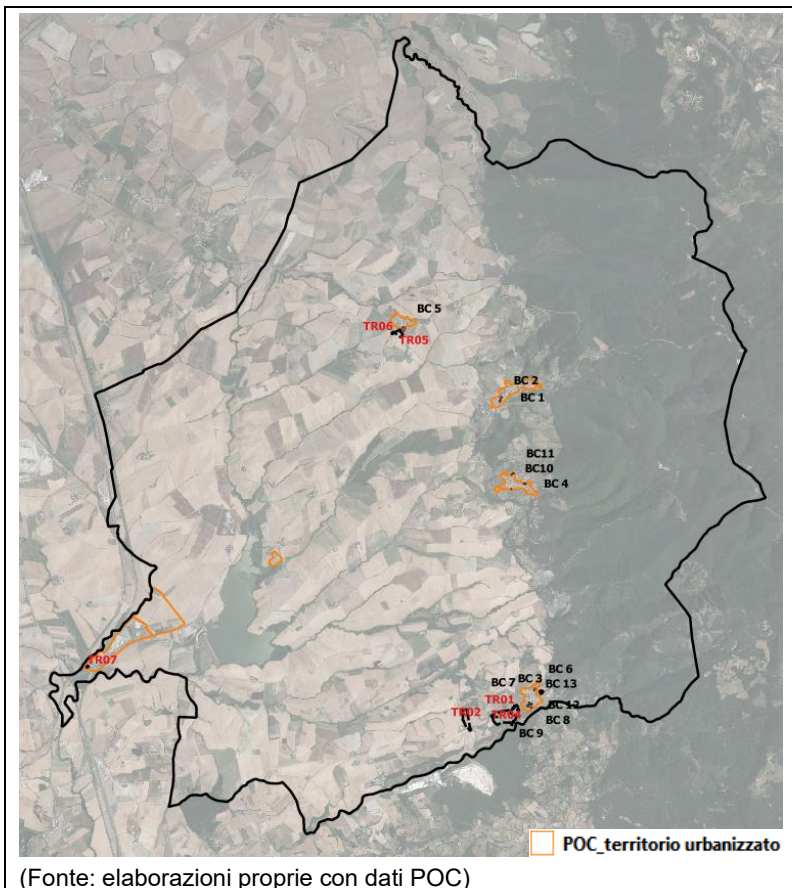 BC 5
TR06
TR05
BC 2
BC 1
BC11
BC10
BC 4
TR07
BC 6
BC 7 BC 3
BC 13
TR01
TR02
BC 12
TR04
BC 8
BC 9
POC_territorio urbanizzato
(Fonte: elaborazioni proprie con dati POC)